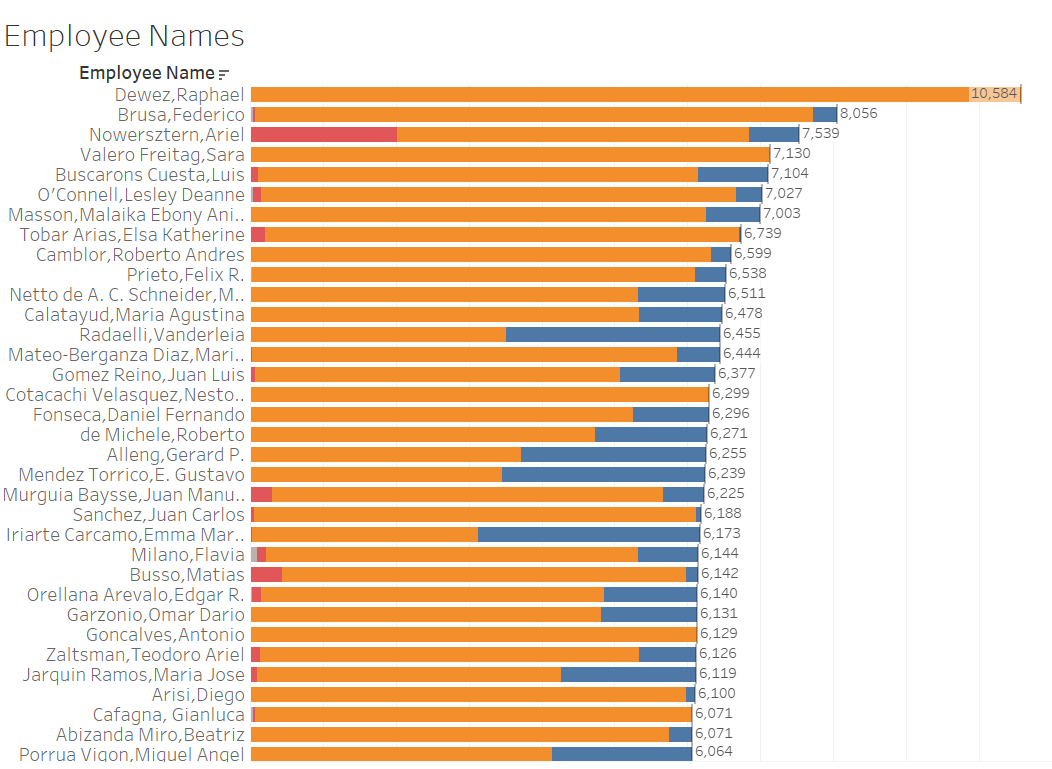 Employee Names
Employee Name
Dewez,Raphael 10,584
Brusa,Federico 8,056
Nowersztern,Ariel 7,539
Valero Freitag,Sara 7,130
Buscarons Cuesta,Luis 7,104
O’Connell,Lesley Deanne 7,027
Masson,Malaika Ebony Ani.. 7,003
Tobar Arias,Elsa Katherine 6,739
Camblor,Roberto Andres 6,599
Prieto,Felix R. 6,538
Netto de A. C. Schneider,M.. 6,511
Calatayud,Maria Agustina 6,478
Radaelli,Vanderleia 6,455
Mateo-Berganza Diaz,Mari.. 6,444
Gomez Reino,Juan Luis 6,377
Cotacachi Velasquez,Nesto.. 6,299
Fonseca,Daniel Fernando 6,296
de Michele,Roberto 6,271
Alleng,Gerard P. 6,255
Mendez Torrico,E. Gustavo 6,239
Murguia Baysse,Juan Manu.. 6,225
Sanchez,Juan Carlos 6,188
Iriarte Carcamo,Emma Mar.. 6,173
Milano,Flavia 6,144
Busso,Matias 6,142
Orellana Arevalo,Edgar R. 6,140
Garzonio,Omar Dario 6,131
Goncalves,Antonio 6,129
Zaltsman,Teodoro Ariel 6,126
Jarquin Ramos,Maria Jose 6,119
Arisi,Diego 6,100
Cafagna, Gianluca 6,071
Abizanda Miro,Beatriz 6,071
Porrua Vigon,Miguel Angel 6,064